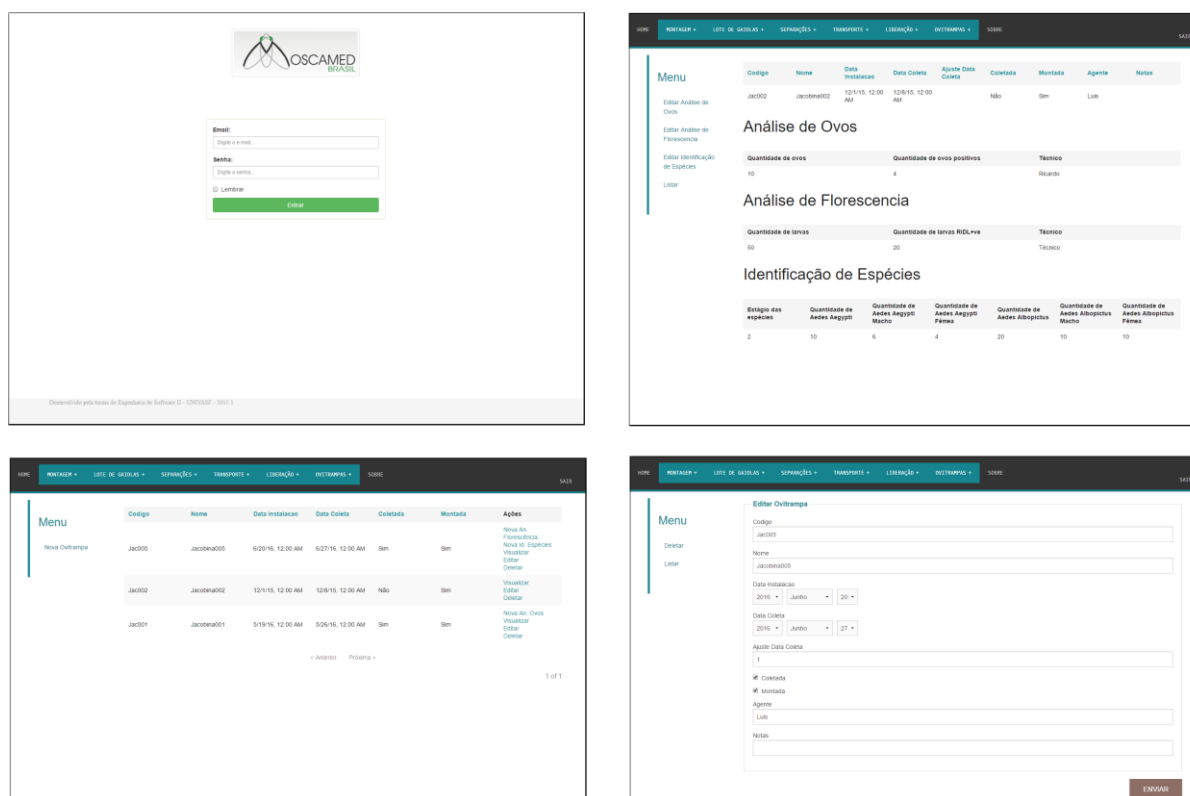 MOSCAMED
BRASIL
Email:
Digite o e-mail...
Senha:
Digite a senha...
Lembrar
Entrar
Desenvolvido pela turma de Engenharia de Software II - UNIVASF - 2015.1
HOME MONTAGEM LOTE DE GAIOLAS SEPARAÇÕES TRANSPORTE LIBERAÇÃO OVITRAMPAS SOBRE
SAIR
Menu
Editar Análise de
Ovos
Editar Análise de
Florescencia
Editar Identificação
de Espécies
Listar
Codigo Nome Data Instalacao Data Coleta Ajuste Data Coleta Coletada Montada Agente Notas
Jac002 Jacobina002 12/1/15, 12:00 AM 12/8/15, 12:00 AM Não Sim Luis
Análise de Ovos
Quantidade de ovos Quantidade de ovos positivos Técnico
10 4 Ricardo
Análise de Florescencia
Quantidade de larvas Quantidade de larvas RIDL+ve Técnico
50 20 Técnico
Identificação de Espécies
Estágio das espécies Quantidade de Aedes Aegypti Quantidade de Aedes Aegypti Macho Quantidade de Aedes Aegypti Fêmea Quantidade de Aedes Albopictus Quantidade de Aedes Albopictus Macho Quantidade de Aedes Albopictus Fêmea
2 10 6 4 20 10 10
HOME MONTAGEM LOTE DE GAIOLAS SEPARAÇÕES TRANSPORTE LIBERAÇÃO OVITRAMPAS SOBRE
SAIR
Menu
Nova Ovitrampa
Codigo Nome Data Instalacao Data Coleta Coletada Montada Ações
Jac005 Jacobina005 6/20/16, 12:00 AM 6/27/16, 12:00 AM Sim Sim
Nova An.
Floresência
Nova Id. Espécies
Visualizar
Editar
Deletar
Jac002 Jacobina002 12/1/15, 12:00 AM 12/8/15, 12:00 AM Não Sim
Visualizar
Editar
Deletar
Jac001 Jacobina001 5/19/16, 12:00 AM 5/26/16, 12:00 AM Sim Sim
Nova An. Ovos
Visualizar
Editar
Deletar
< Anterior Próxima >
1 of 1
HOME MONTAGEM LOTE DE GAIOLAS SEPARAÇÕES TRANSPORTE LIBERAÇÃO OVITRAMPAS SOBRE
SAIR
Menu
Deletar
Listar
Editar Ovitrampa
Codigo
Jac005
Nome
Jacobina005
Data Instalacao
2016 Junho 20
Data Coleta
2016 Junho 27
Ajuste Data Coleta
1
Coletada
Montada
Agente
Luis
Notas
ENVIAR